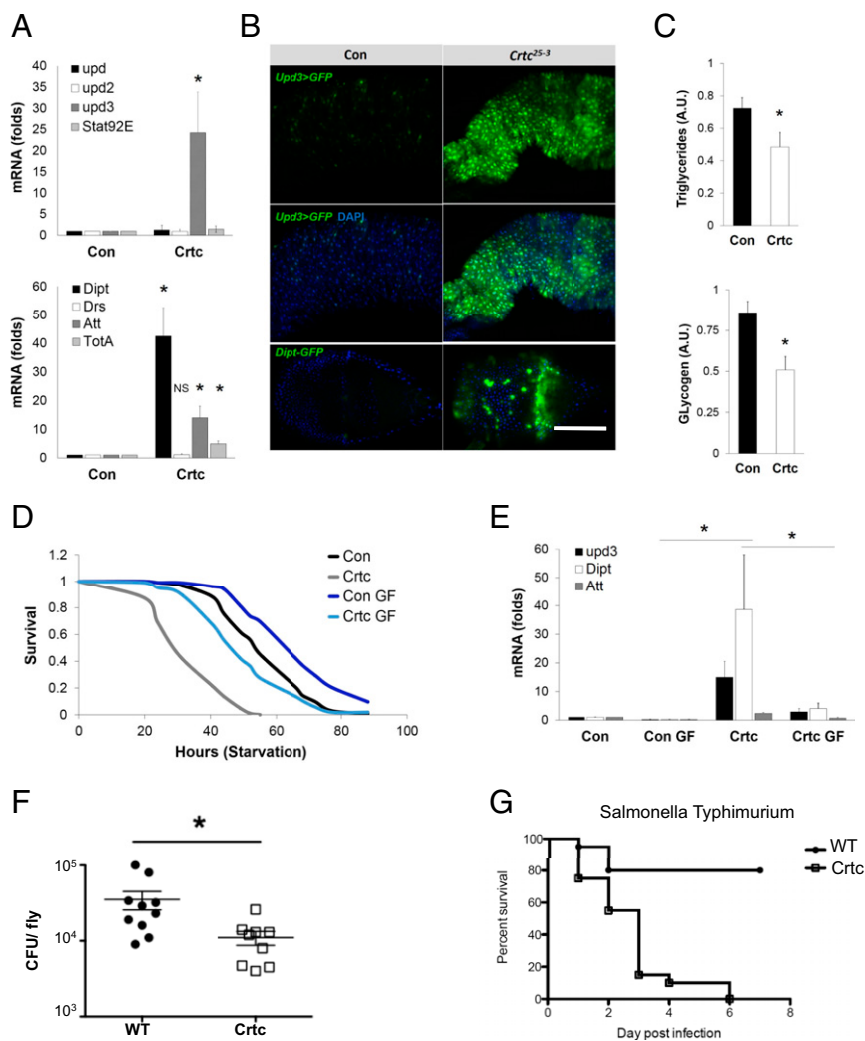 A
upd
upd2
upd3
Stat92E
mRNA (folds)
40
35
30
25
20
15
10
5
0
*
Con
Crtc
Dipt
Drs
Att
TotA
mRNA (folds)
60
50
40
30
20
10
0
*
NS
*
*
Con
Crtc
B
Con
Crtc25-3
Upd3>GFP
Upd3>GFP DAPI
Dipt-GFP
C
Triglycerides (A.U.)
1
0.8
0.6
0.4
0.2
0
*
Con
Crtc
GLycogen (A.U.)
1
0.75
0.5
0.25
0
*
Con
Crtc
D
Survival
1.2
1
0.8
0.6
0.4
0.2
0
0 20 40 60 80 100
Hours (Starvation)
Con
Crtc
Con GF
Crtc GF
E
upd3
Dipt
Att
mRNA (folds)
60
50
40
30
20
10
0
*
*
Con
Con GF
Crtc
Crtc GF
F
*
CFU/ fly
10^5
10^4
10^3
WT
Crtc
G
Salmonella Typhimurium
WT
Crtc
Percent survival
100
80
60
40
20
0
0 2 4 6 8
Day post infection